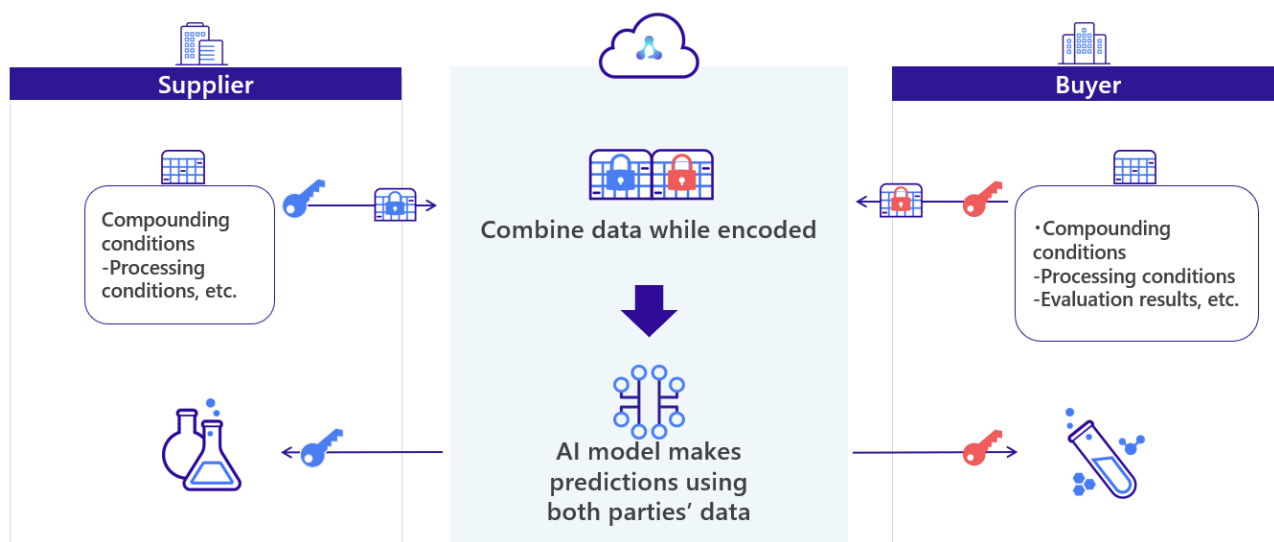 Supplier
Buyer
Compounding
conditions
-Processing
conditions, etc.
Combine data while encoded
・Compounding
conditions
-Processing conditions
-Evaluation results, etc.
AI model makes
predictions using
both parties’ data